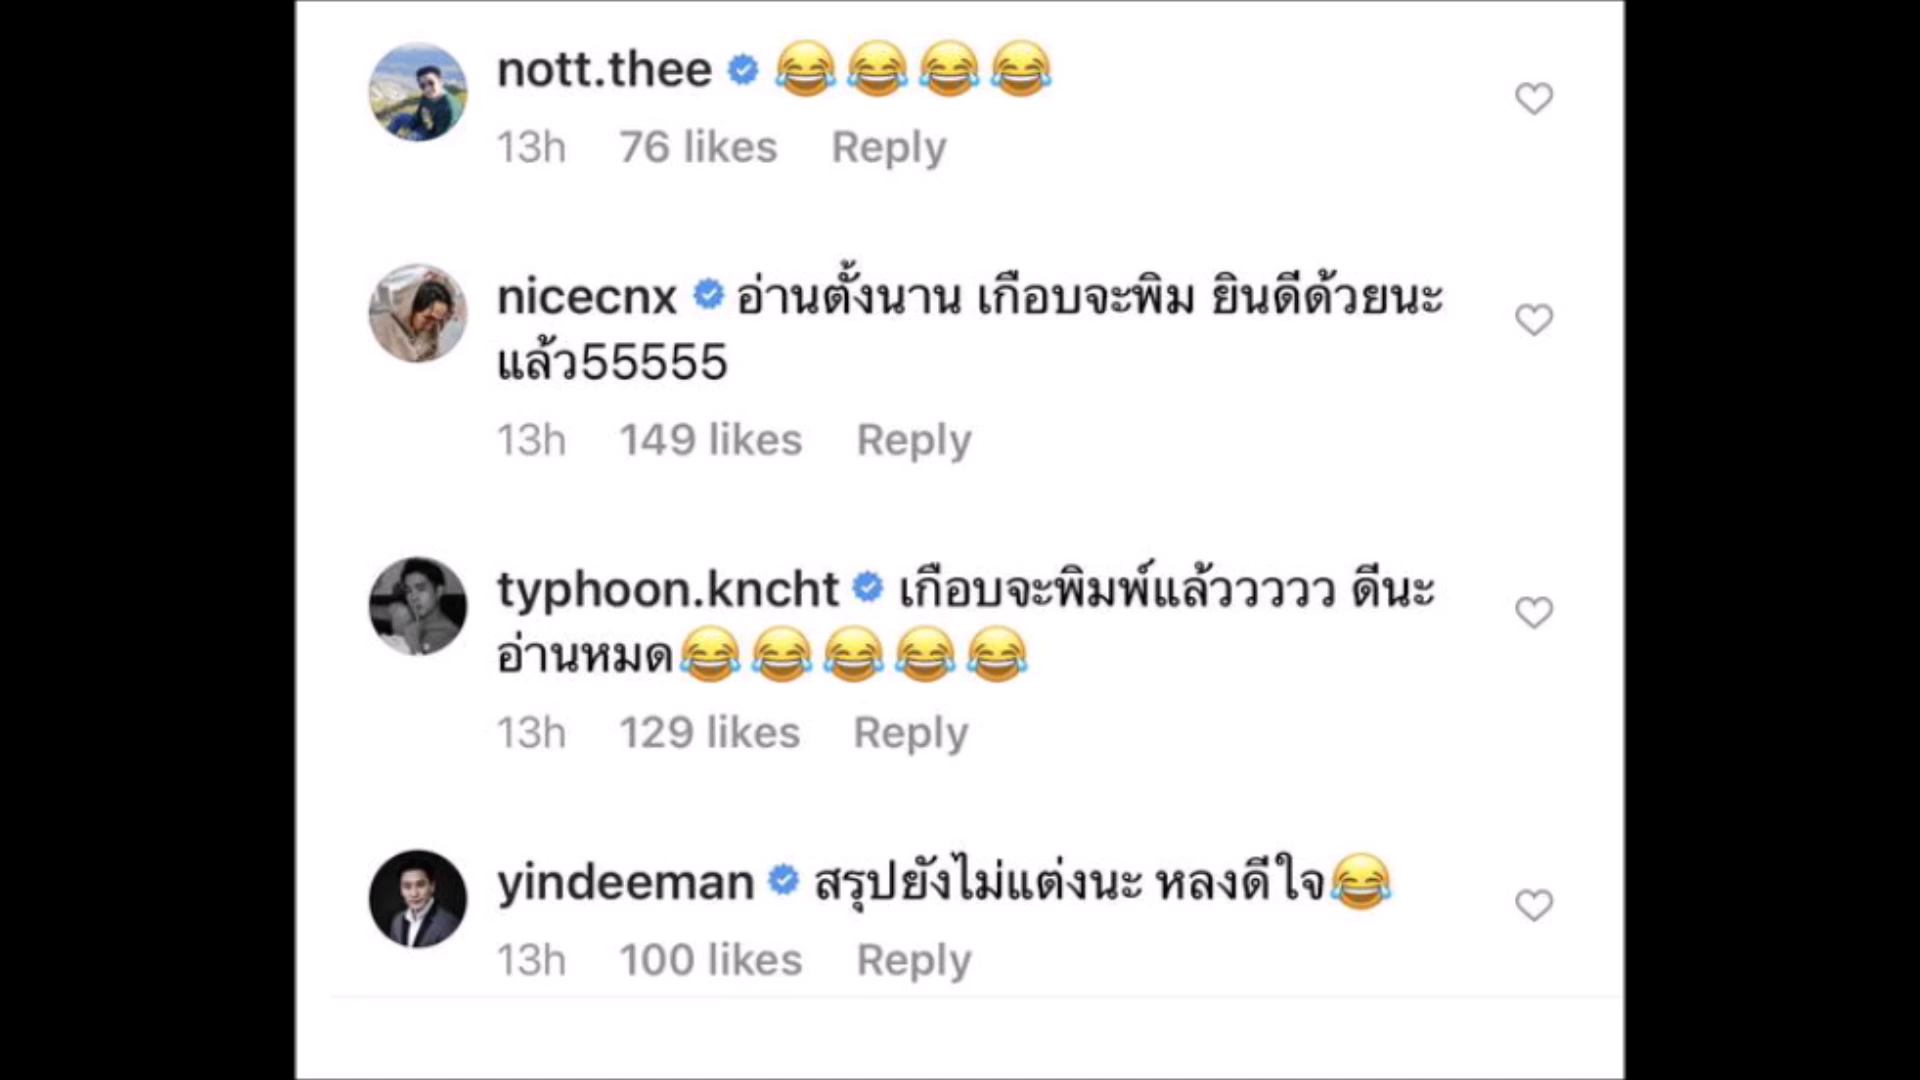 nott.thee 😂😂😂😂
13h 76 likes Reply
nicecnx อ่านตั้งนาน เกือบจะพิม ยินดีด้วยนะ
แล้ว55555
13h 149 likes Reply
typhoon.kncht เกือบจะพิมพ์แล้ววววว ดีนะ
อ่านหมด😂😂😂😂😂
13h 129 likes Reply
yindeeman สรุปยังไม่แต่งนะ หลงดีใจ😂
13h 100 likes Reply